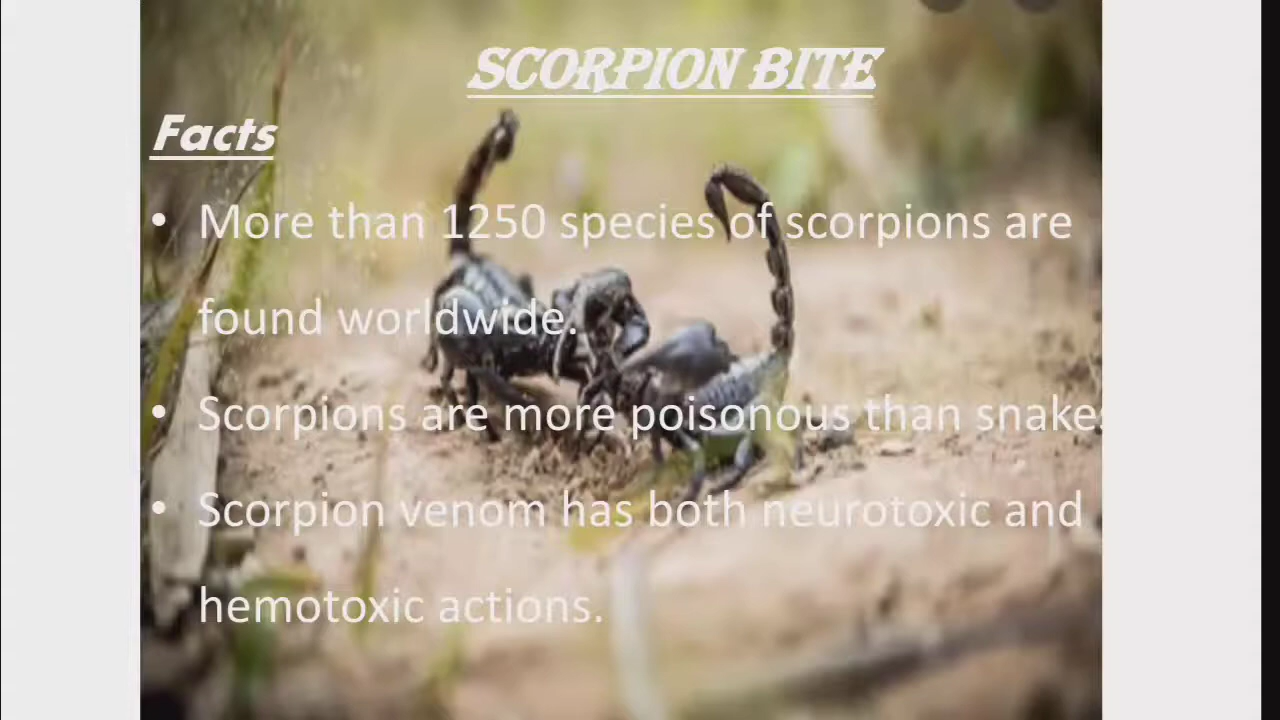 SCORPION BITE
Facts
• More than 1250 species of scorpions are
found worldwide.
• Scorpions are more poisonous than snakes
• Scorpion venom has both neurotoxic and
hemotoxic actions.